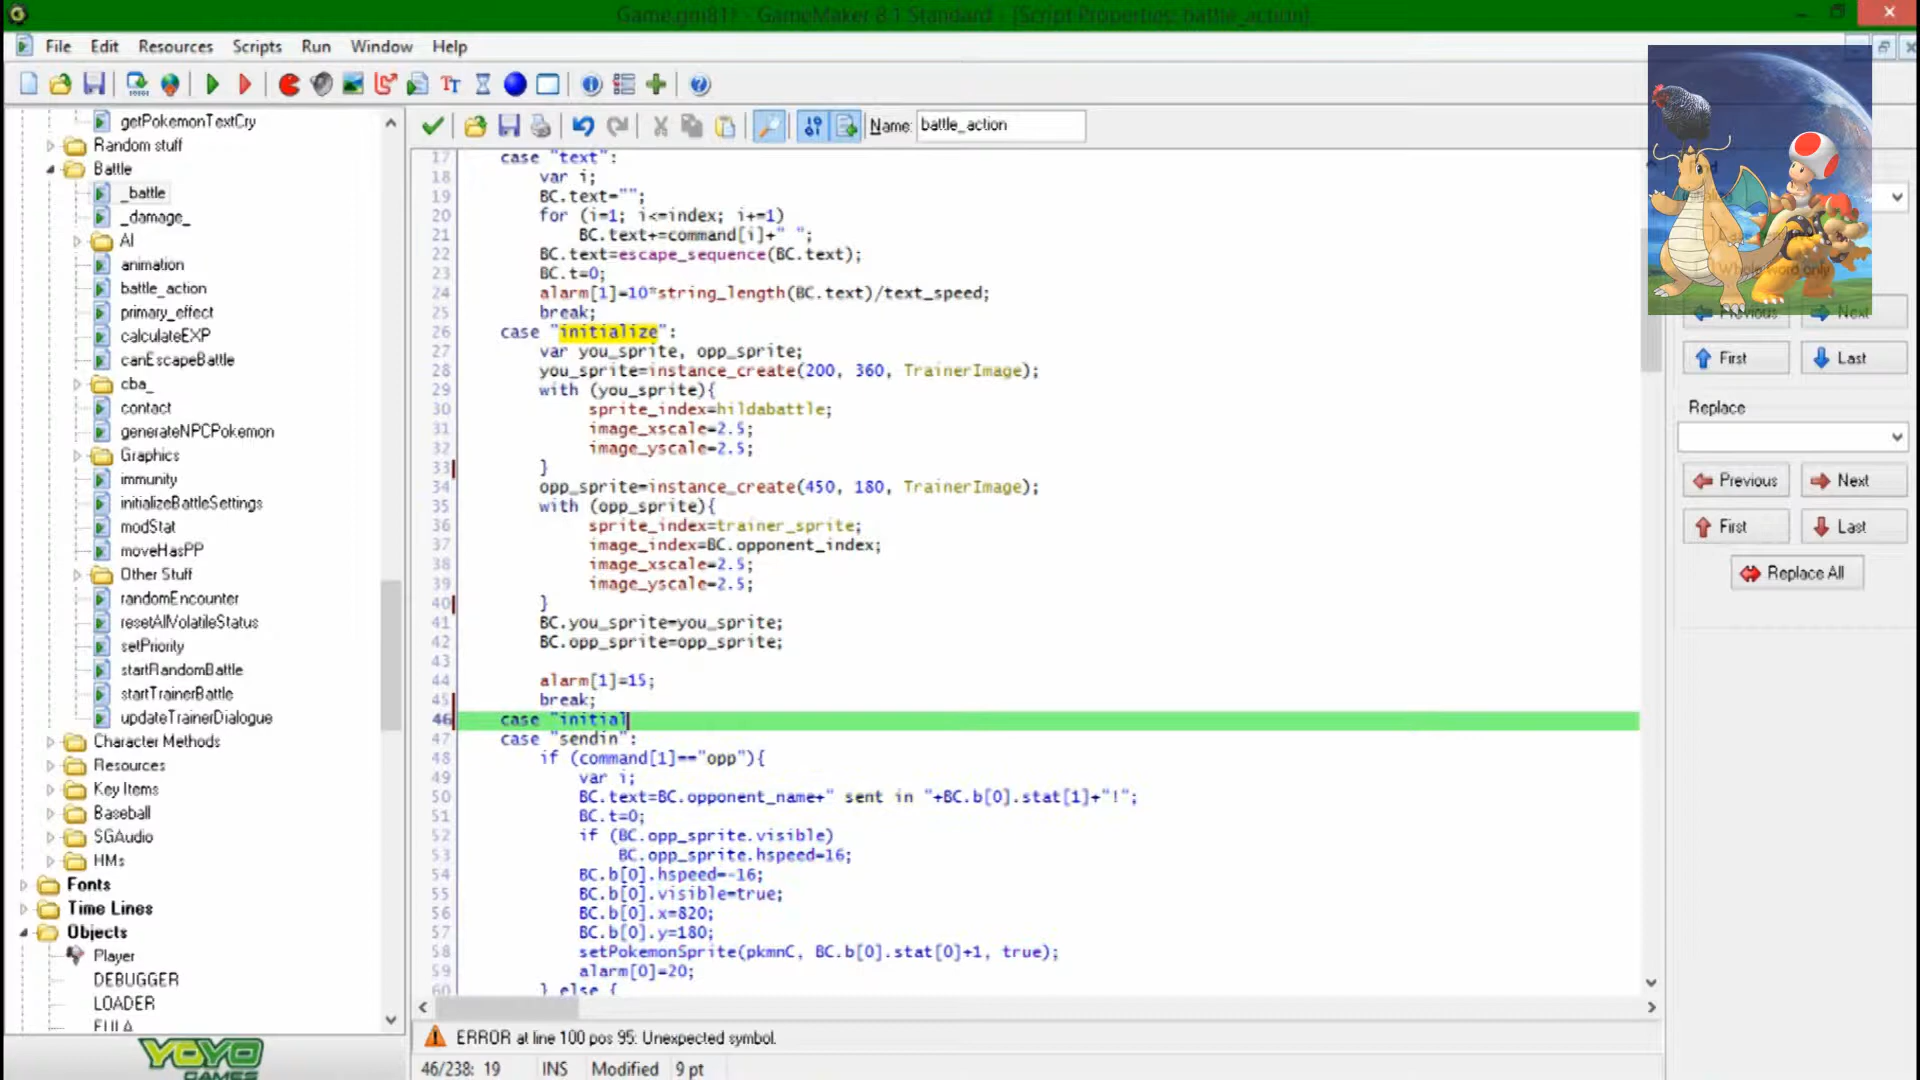 Game.gm81* - GameMaker 8.1 Standard - [Script Properties: battle_action]
File Edit Resources Scripts Run Window Help
Name: battle_action
getPokemonTextCry
Random stuff
Battle
_battle
_damage_
AI
animation
battle_action
primary_effect
calculateEXP
canEscapeBattle
cba_
contact
generateNPCPokemon
Graphics
immunity
initializeBattleSettings
modStat
moveHasPP
Other Stuff
randomEncounter
resetAllVolatileStatus
setPriority
startRandomBattle
startTrainerBattle
updateTrainerDialogue
Character Methods
Resources
Key Items
Baseball
SGAudio
HMs
Fonts
Time Lines
Objects
Player
DEBUGGER
LOADER
EULA
YOYO
GAMES
17 case "text":
18 var i;
19 BC.text="";
20 for (i=1; i<=index; i+=1)
21 BC.text+=command[i]+" ";
22 BC.text=escape_sequence(BC.text);
23 BC.t=0;
24 alarm[1]=10*string_length(BC.text)/text_speed;
25 break;
26 case "initialize":
27 var you_sprite, opp_sprite;
28 you_sprite=instance_create(200, 360, TrainerImage);
29 with (you_sprite){
30 sprite_index=hildabattle;
31 image_xscale=2.5;
32 image_yscale=2.5;
33 }
34 opp_sprite=instance_create(450, 180, TrainerImage);
35 with (opp_sprite){
36 sprite_index=trainer_sprite;
37 image_index=BC.opponent_index;
38 image_xscale=2.5;
39 image_yscale=2.5;
40 }
41 BC.you_sprite=you_sprite;
42 BC.opp_sprite=opp_sprite;
43
44 alarm[1]=15;
45 break;
46 case "initial
47 case "sendin":
48 if (command[1]=="opp"){
49 var i;
50 BC.text=BC.opponent_name+" sent in "+BC.b[0].stat[1]+"!";
51 BC.t=0;
52 if (BC.opp_sprite.visible)
53 BC.opp_sprite.hspeed=16;
54 BC.b[0].hspeed=-16;
55 BC.b[0].visible=true;
56 BC.b[0].x=820;
57 BC.b[0].y=180;
58 setPokemonSprite(pkmnC, BC.b[0].stat[0]+1, true);
59 alarm[0]=20;
60 } else {
Whole word only
Previous Next
First Last
Replace
Previous Next
First Last
Replace All
ERROR at line 100 pos 95: Unexpected symbol.
46/238: 19 INS Modified 9 pt